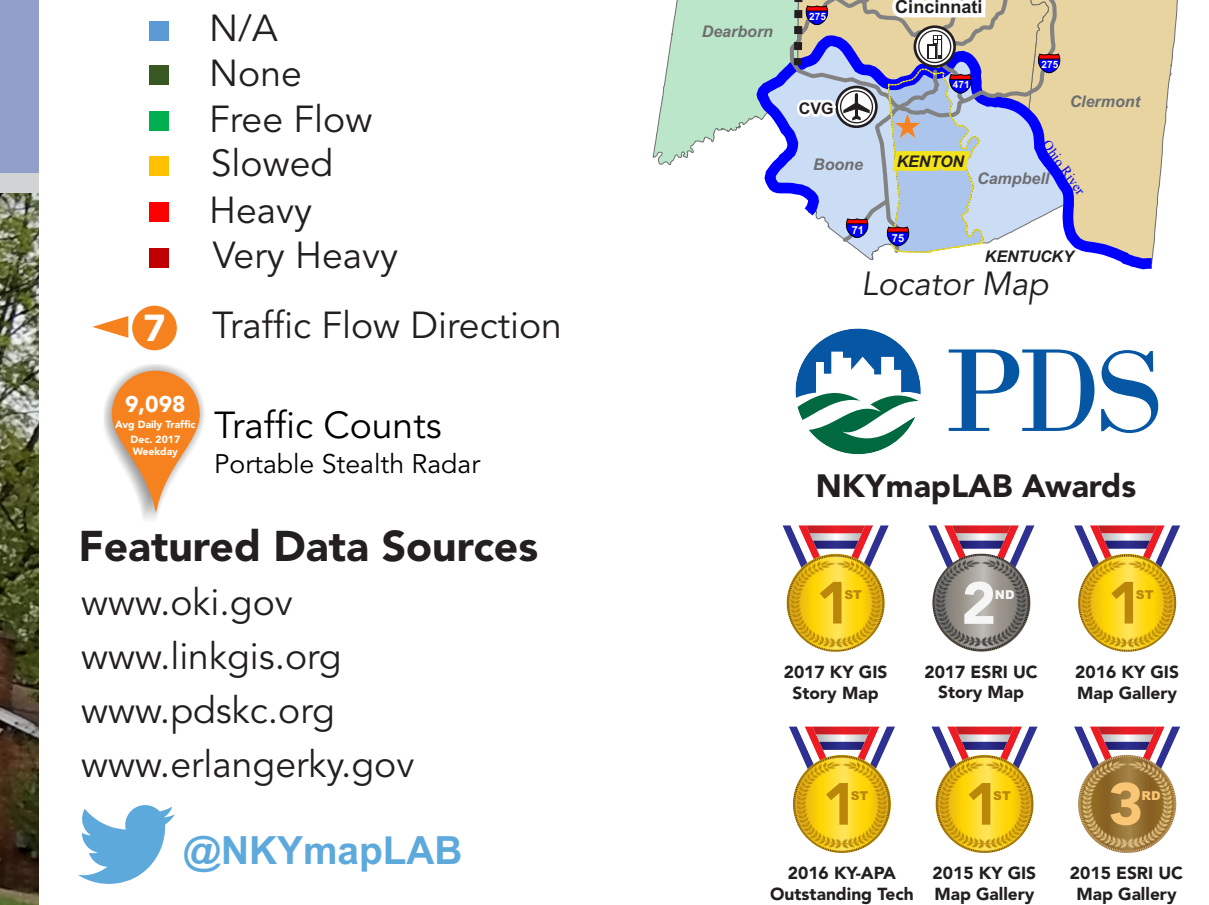 N/A
None
Free Flow
Slowed
Heavy
Very Heavy
7
Traffic Flow Direction
9,098
Avg Daily Traffic
Dec. 2017
Weekday
Traffic Counts
Portable Stealth Radar
Featured Data Sources
www.oki.gov
www.linkgis.org
www.pdskc.org
www.erlangerky.gov
@NKYmapLAB
Cincinnati
275
Dearborn
275
471
CVG
Clermont
Boone
KENTON
Campbell
Ohio River
71
75
KENTUCKY
Locator Map
PDS
NKYmapLAB Awards
1ST
2ND
1ST
2017 KY GIS
Story Map
2017 ESRI UC
Story Map
2016 KY GIS
Map Gallery
1ST
1ST
3RD
2016 KY-APA
Outstanding Tech
2015 KY GIS
Map Gallery
2015 ESRI UC
Map Gallery